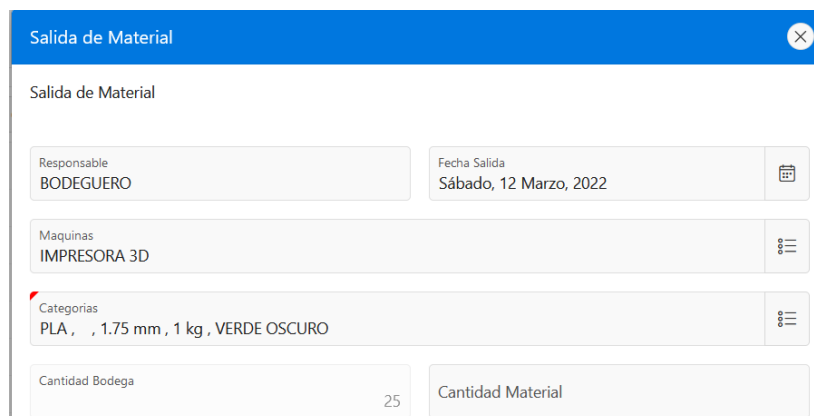 Salida de Material
Salida de Material
Responsable
BODEGUERO
Fecha Salida
Sábado, 12 Marzo, 2022
Maquinas
IMPRESORA 3D
Categorias
PLA ,   , 1.75 mm , 1 kg , VERDE OSCURO
Cantidad Bodega
25
Cantidad Material